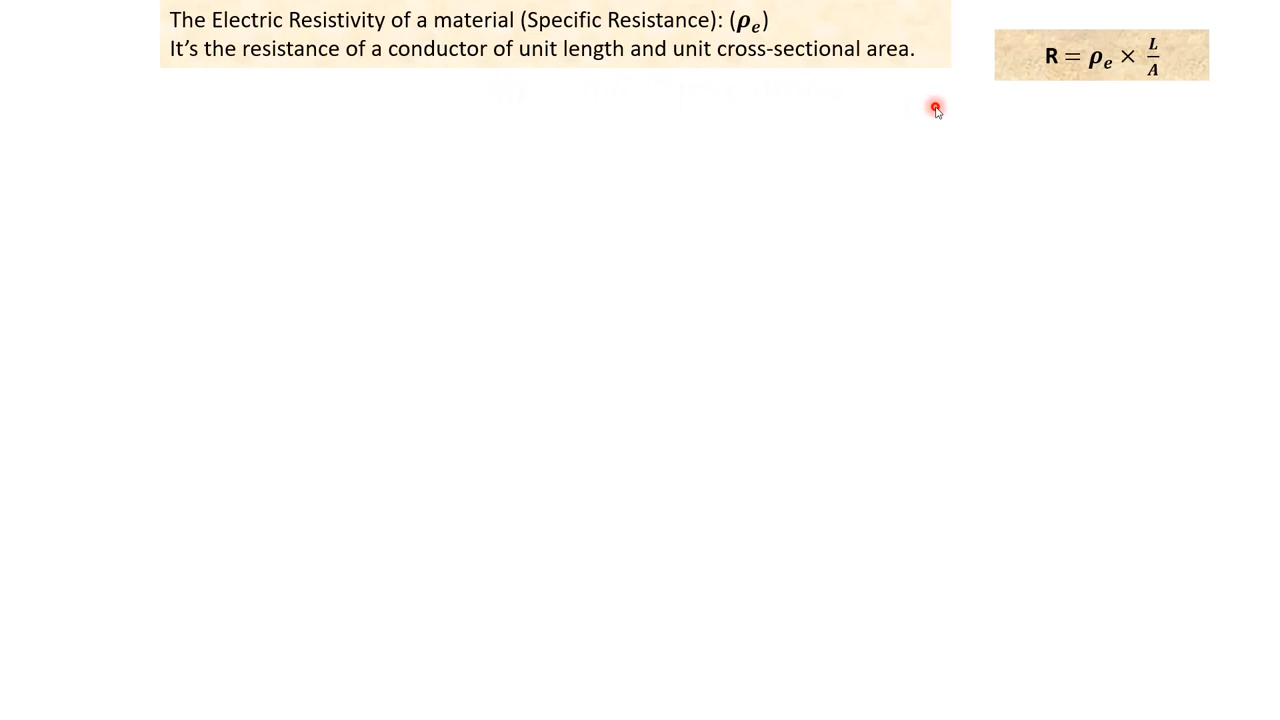 The Electric Resistivity of a material (Specific Resistance): (ρₑ)
It's the resistance of a conductor of unit length and unit cross-sectional area.
R = ρₑ × L/A